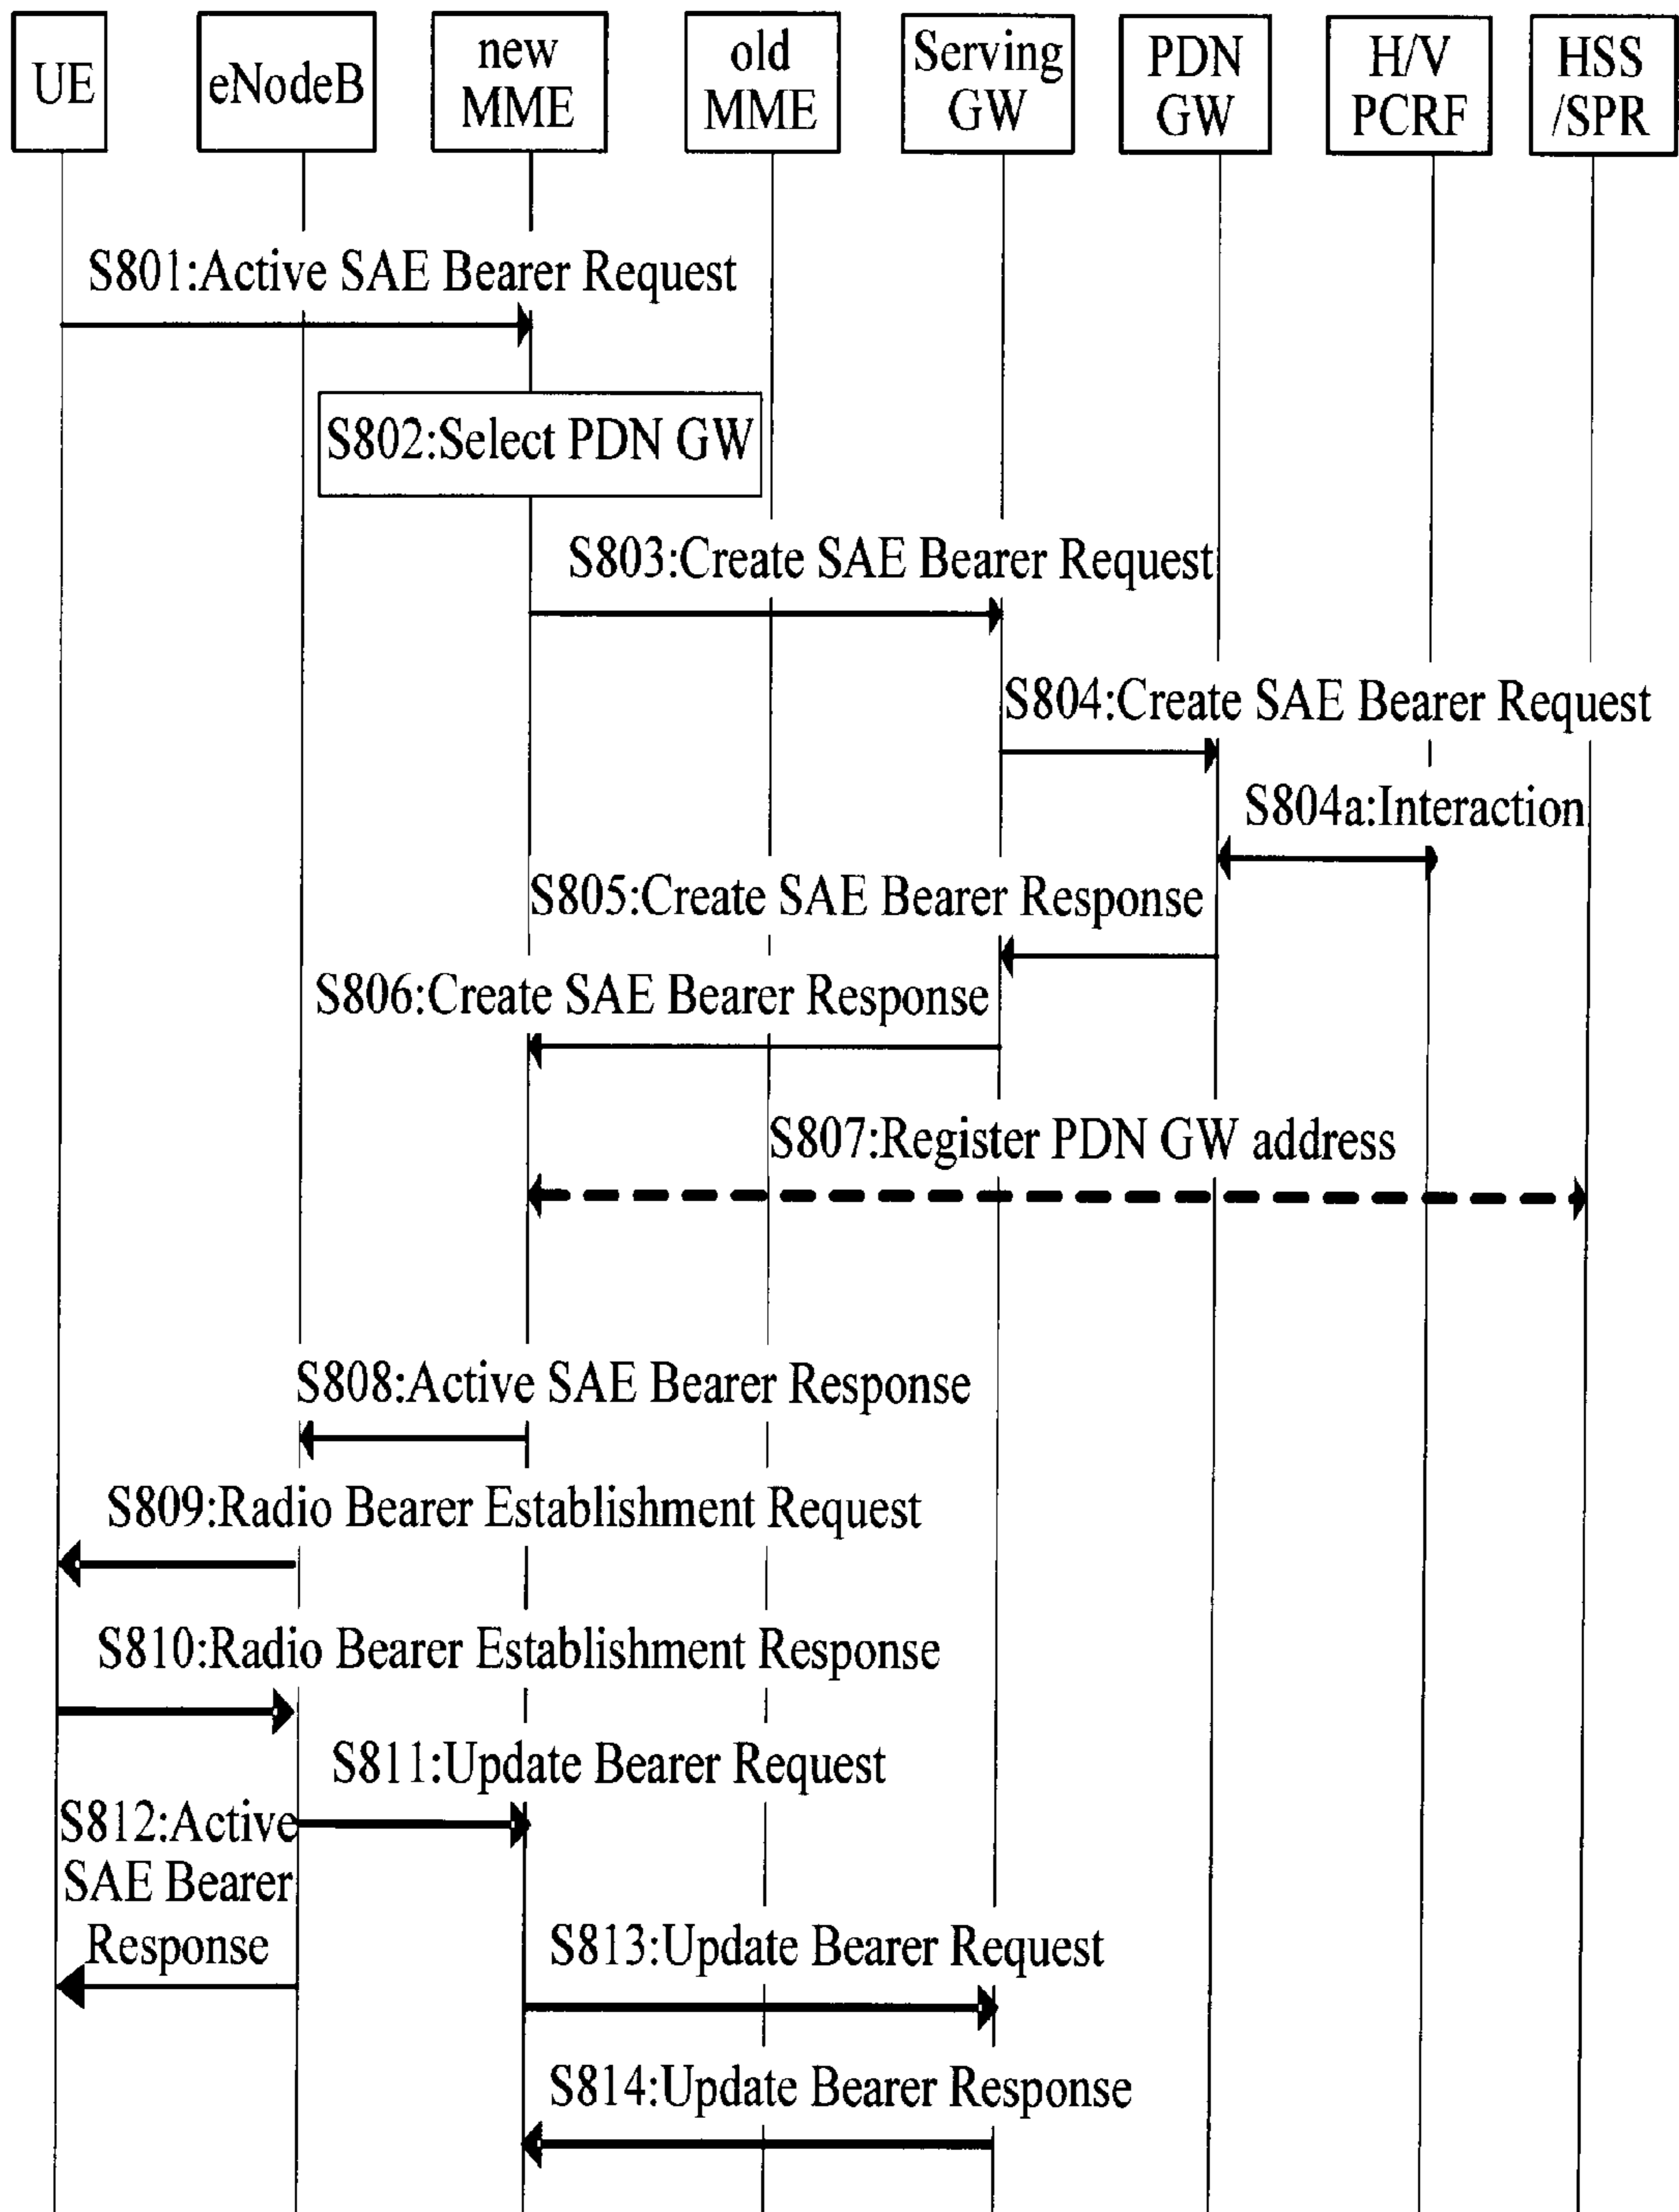 UE
eNodeB
new
MME
old
MME
Serving
GW
PDN
GW
H/V
PCRF
HSS
/SPR
S801:Active SAE Bearer Request
S802:Select PDN GW
S803:Create SAE Bearer Request
S804:Create SAE Bearer Request
S804a:Interaction
S805:Create SAE Bearer Response
S806:Create SAE Bearer Response
S807:Register PDN GW address
S808:Active SAE Bearer Response
S809:Radio Bearer Establishment Request
S810:Radio Bearer Establishment Response
S811:Update Bearer Request
S812:Active
SAE Bearer
Response
S813:Update Bearer Request
S814:Update Bearer Response